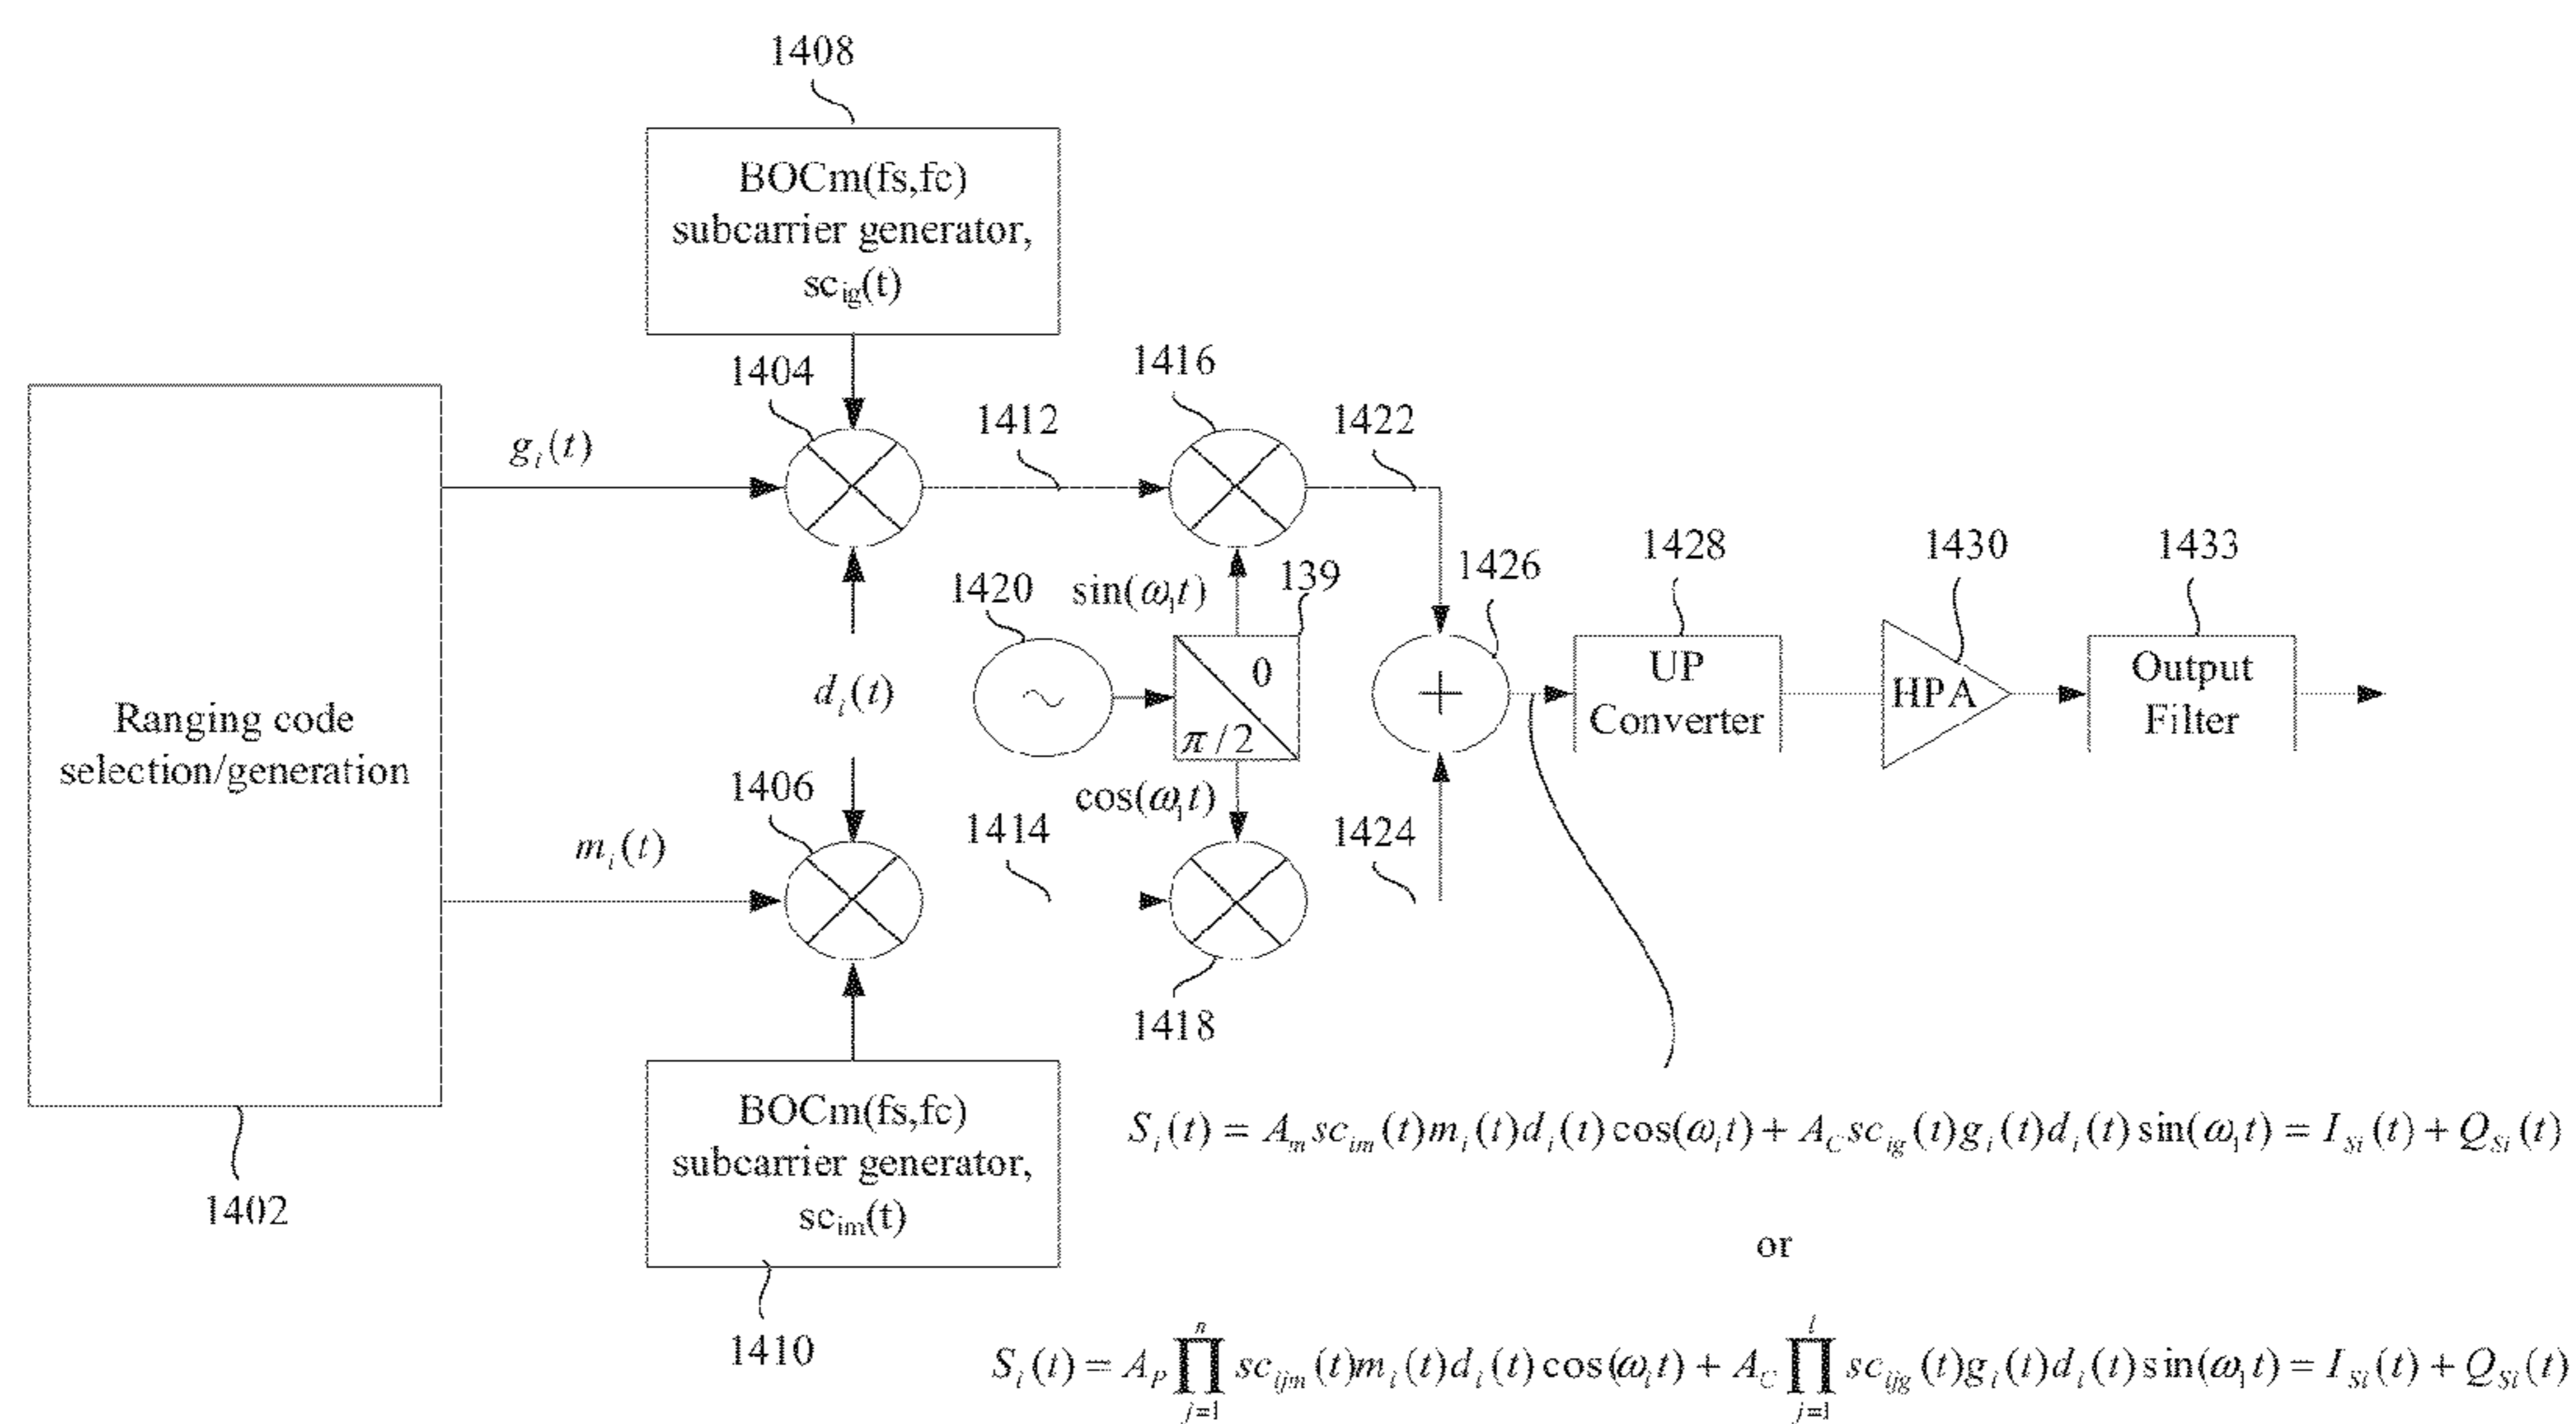 1408
BOCm(fs,fc)
subcarrier generator,
sc_ig(t)
1404
1416
1412
1422
g_i(t)
1428
1430
1433
1426
139
1420
sin(ω_1t)
UP
Converter
HPA
Output
Filter
0
π/2
+
~
d_i(t)
Ranging code
selection/generation
1406
cos(ω_1t)
1414
1424
m_i(t)
1418
BOCm(fs,fc)
subcarrier generator,
sc_im(t)
1402
1410
S_i(t) = A_m sc_im(t)m_i(t)d_i(t)cos(ω_it) + A_C sc_ig(t)g_i(t)d_i(t)sin(ω_1t) = I_Si(t) + Q_Si(t)
or
S_i(t) = A_P ∏_{j=1}^{n} sc_ijm(t)m_i(t)d_i(t)cos(ω_it) + A_C ∏_{j=1}^{l} sc_ijg(t)g_i(t)d_i(t)sin(ω_1t) = I_Si(t) + Q_Si(t)